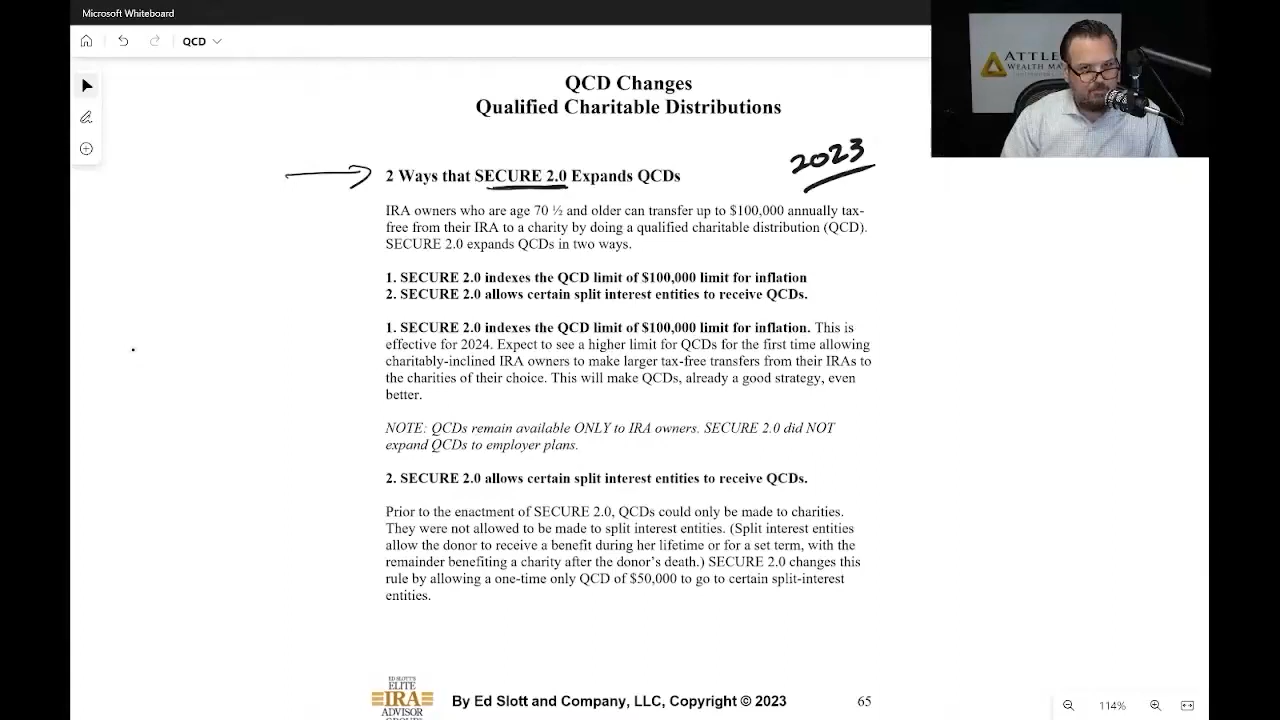 Microsoft Whiteboard
QCD
ATTLE
WEALTH MA
QCD Changes
Qualified Charitable Distributions
2023
2 Ways that SECURE 2.0 Expands QCDs
IRA owners who are age 70 ½ and older can transfer up to $100,000 annually tax-
free from their IRA to a charity by doing a qualified charitable distribution (QCD).
SECURE 2.0 expands QCDs in two ways.
1. SECURE 2.0 indexes the QCD limit of $100,000 limit for inflation
2. SECURE 2.0 allows certain split interest entities to receive QCDs.
1. SECURE 2.0 indexes the QCD limit of $100,000 limit for inflation. This is
effective for 2024. Expect to see a higher limit for QCDs for the first time allowing
charitably-inclined IRA owners to make larger tax-free transfers from their IRAs to
the charities of their choice. This will make QCDs, already a good strategy, even
better.
NOTE: QCDs remain available ONLY to IRA owners. SECURE 2.0 did NOT
expand QCDs to employer plans.
2. SECURE 2.0 allows certain split interest entities to receive QCDs.
Prior to the enactment of SECURE 2.0, QCDs could only be made to charities.
They were not allowed to be made to split interest entities. (Split interest entities
allow the donor to receive a benefit during her lifetime or for a set term, with the
remainder benefiting a charity after the donor's death.) SECURE 2.0 changes this
rule by allowing a one-time only QCD of $50,000 to go to certain split-interest
entities.
ED SLOTT'S
ELITE
IRA
ADVISOR
GROUP
By Ed Slott and Company, LLC, Copyright © 2023
65
114%